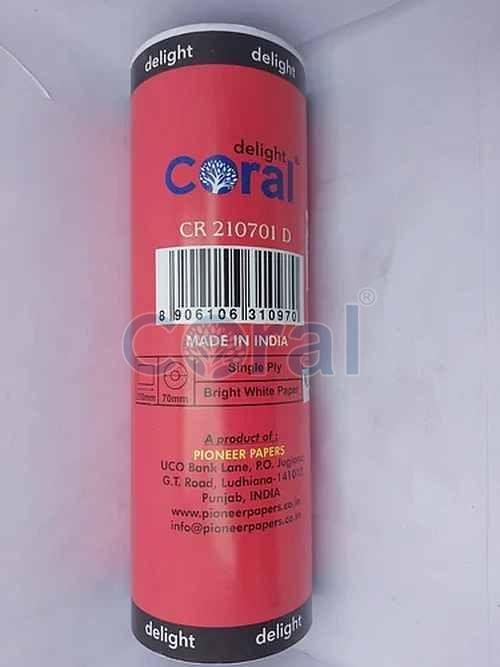 delight delight
delight
Coral
CR 210701 D
8 906106 310970
MADE IN INDIA
Coral ®
Single Ply
70mm
Bright White Paper
A product of :
PIONEER PAPERS
UCO Bank Lane, P.O. Jugiana
G.T. Road, Ludhiana-141012
Punjab, INDIA
www.pioneerpapers.co.in
info@pioneerpapers.co.in
delight delight